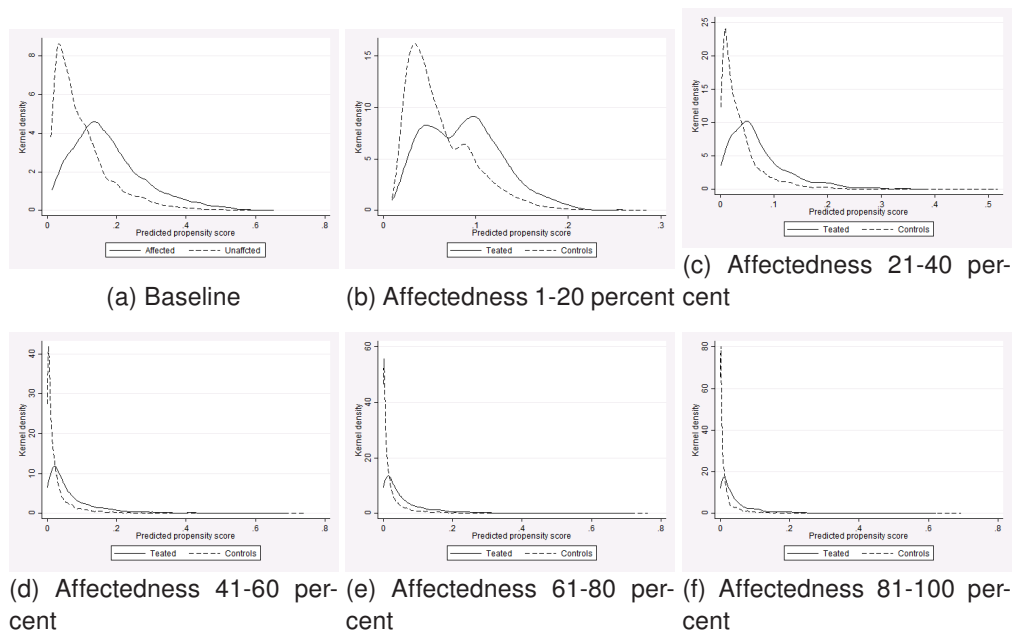 Kernel density
0 2 4 6 8
0 .2 .4 .6 .8
Predicted propensity score
Affected Unaffcted
(a) Baseline
Kernel density
0 5 10 15
0 .1 .2 .3
Predicted propensity score
Teated Controls
(b) Affectedness 1-20 percent
Kernel density
0 5 10 15 20 25
0 .1 .2 .3 .4 .5
Predicted propensity score
Teated Controls
(c) Affectedness 21-40 per-
cent
Kernel density
0 10 20 30 40
0 .2 .4 .6 .8
Predicted propensity score
Teated Controls
(d) Affectedness 41-60 per-
cent
Kernel density
0 20 40 60
0 .2 .4 .6 .8
Predicted propensity score
Teated Controls
(e) Affectedness 61-80 per-
cent
Kernel density
0 20 40 60 80
0 .2 .4 .6 .8
Predicted propensity score
Teated Controls
(f) Affectedness 81-100 per-
cent